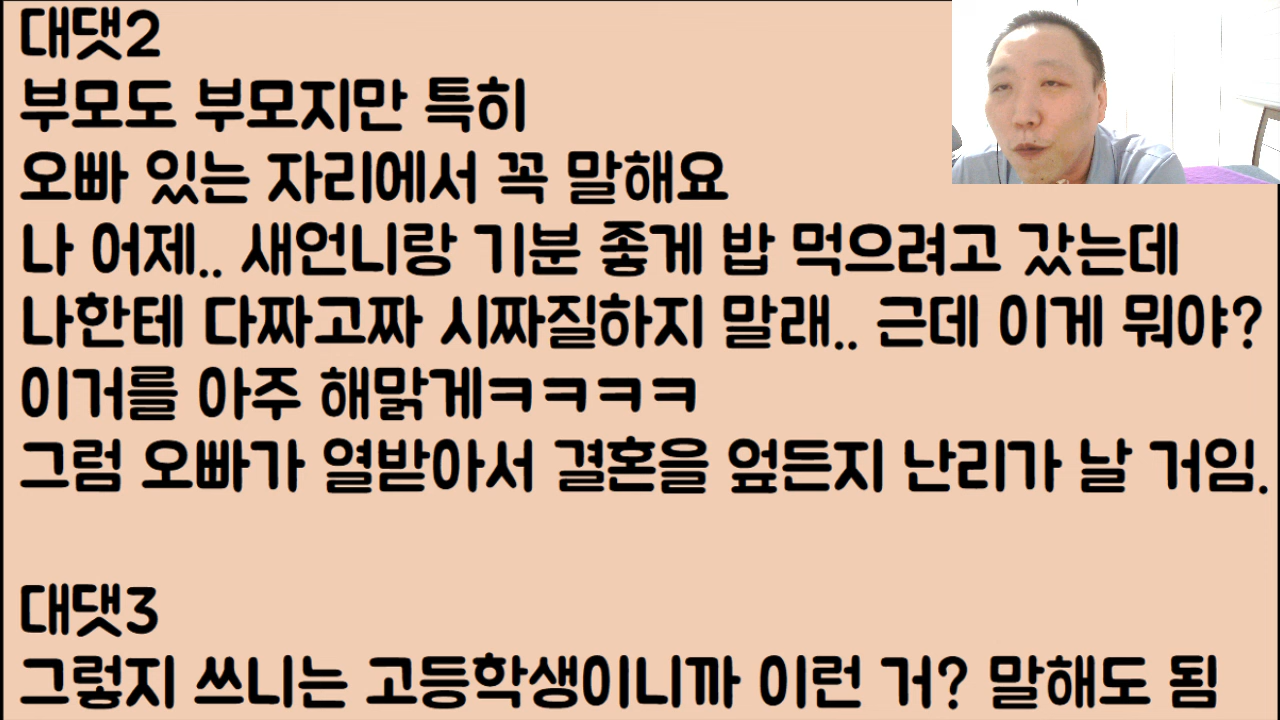 대댓2
부모도 부모지만 특히
오빠 있는 자리에서 꼭 말해요
나 어제.. 새언니랑 기분 좋게 밥 먹으려고 갔는데
나한테 다짜고짜 시짜질하지 말래.. 근데 이게 뭐야?
이거를 아주 해맑게ㅋㅋㅋㅋ
그럼 오빠가 열받아서 결혼을 엎든지 난리가 날 거임.
대댓3
그렇지 쓰니는 고등학생이니까 이런 거? 말해도 됨